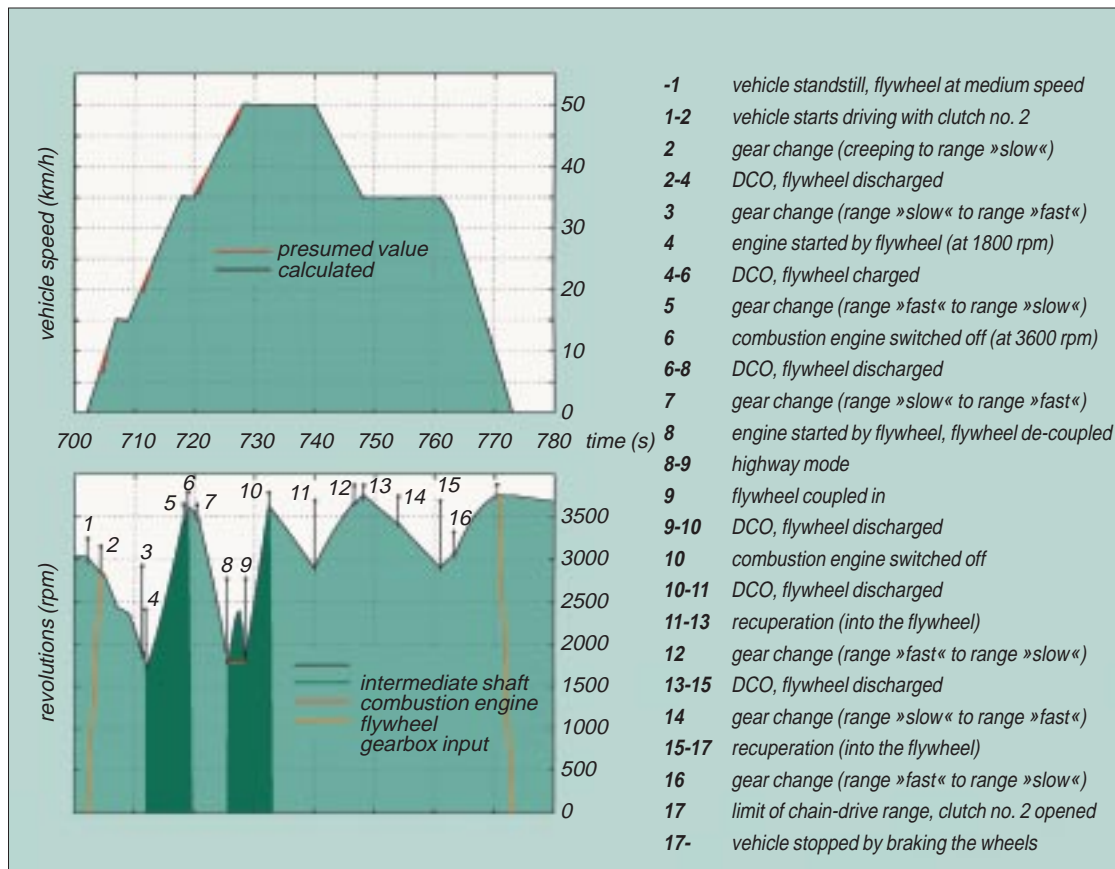 vehicle speed (km/h)
50
40
30
20
10
0
presumed value
calculated
700 710 720 730 740 750 760 770 780 time (s)
revolutions (rpm)
3500
3000
2500
2000
1500
1000
500
0
1
2
3
4
5
6
7
8
9
10
11
12
13
14
15
16
intermediate shaft
combustion engine
flywheel
gearbox input
-1 vehicle standstill, flywheel at medium speed
1-2 vehicle starts driving with clutch no. 2
2 gear change (creeping to range »slow«)
2-4 DCO, flywheel discharged
3 gear change (range »slow« to range »fast«)
4 engine started by flywheel (at 1800 rpm)
4-6 DCO, flywheel charged
5 gear change (range »fast« to range »slow«)
6 combustion engine switched off (at 3600 rpm)
6-8 DCO, flywheel discharged
7 gear change (range »slow« to range »fast«)
8 engine started by flywheel, flywheel de-coupled
8-9 highway mode
9 flywheel coupled in
9-10 DCO, flywheel discharged
10 combustion engine switched off
10-11 DCO, flywheel discharged
11-13 recuperation (into the flywheel)
12 gear change (range »fast« to range »slow«)
13-15 DCO, flywheel discharged
14 gear change (range »slow« to range »fast«)
15-17 recuperation (into the flywheel)
16 gear change (range »fast« to range »slow«)
17 limit of chain-drive range, clutch no. 2 opened
17- vehicle stopped by braking the wheels